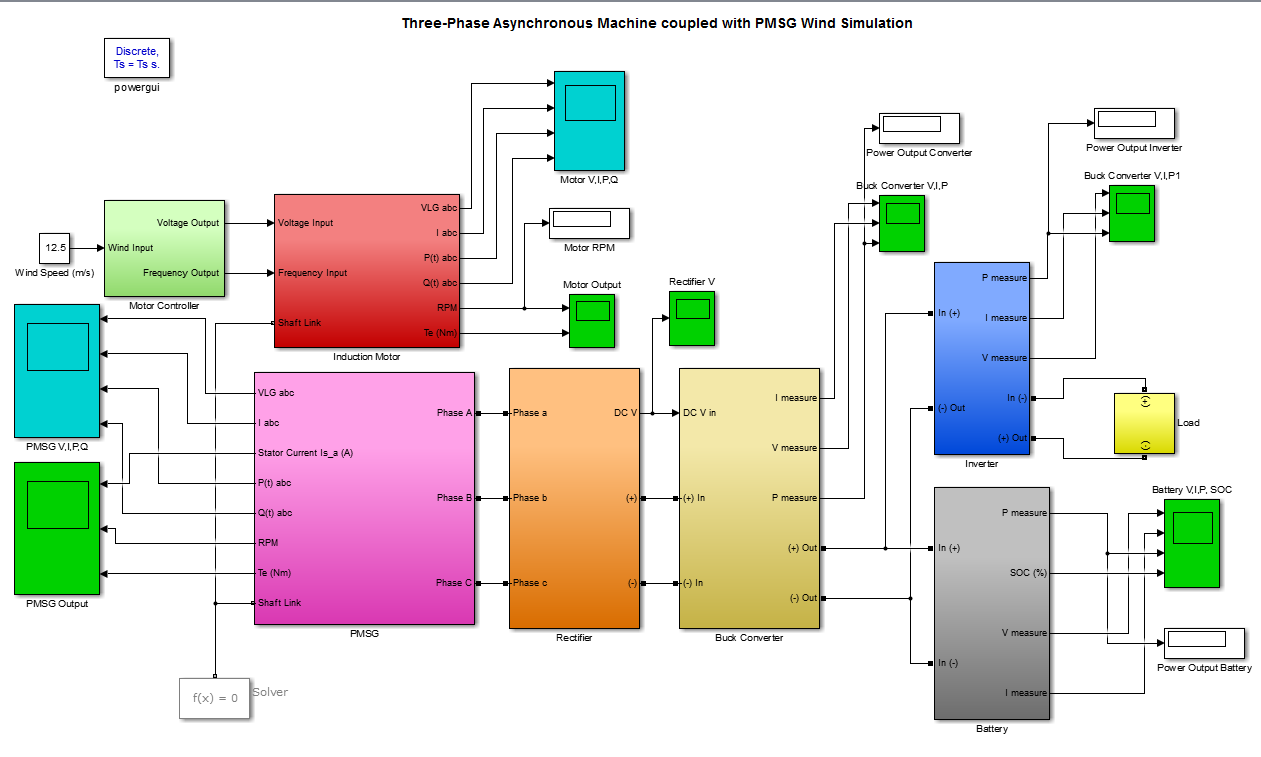 Three-Phase Asynchronous Machine coupled with PMSG Wind Simulation
Discrete,
Ts = Ts s.
powergui
12.5
Wind Speed (m/s)
Voltage Output
Wind Input
Frequency Output
Motor Controller
Voltage Input
Frequency Input
Shaft Link
VLG abc
I abc
P(t) abc
Q(t) abc
RPM
Te (Nm)
Induction Motor
Motor V,I,P,Q
Motor RPM
Motor Output
Rectifier V
Power Output Converter
Buck Converter V,I,P
Power Output Inverter
Buck Converter V,I,P1
PMSG V,I,P,Q
PMSG Output
VLG abc
I abc
Stator Current Is_a (A)
P(t) abc
Q(t) abc
RPM
Te (Nm)
Shaft Link
Phase A
Phase B
Phase C
PMSG
Phase a
Phase b
Phase c
DC V
(+)
(-)
Rectifier
DC V in
(+) In
(-) In
I measure
V measure
P measure
(+) Out
(-) Out
Buck Converter
P measure
In (+)
I measure
V measure
In (-)
(-) Out
(+) Out
Inverter
Load
P measure
In (+)
SOC (%)
V measure
In (-)
I measure
Battery
Battery V,I,P, SOC
Power Output Battery
f(x) = 0
Solver